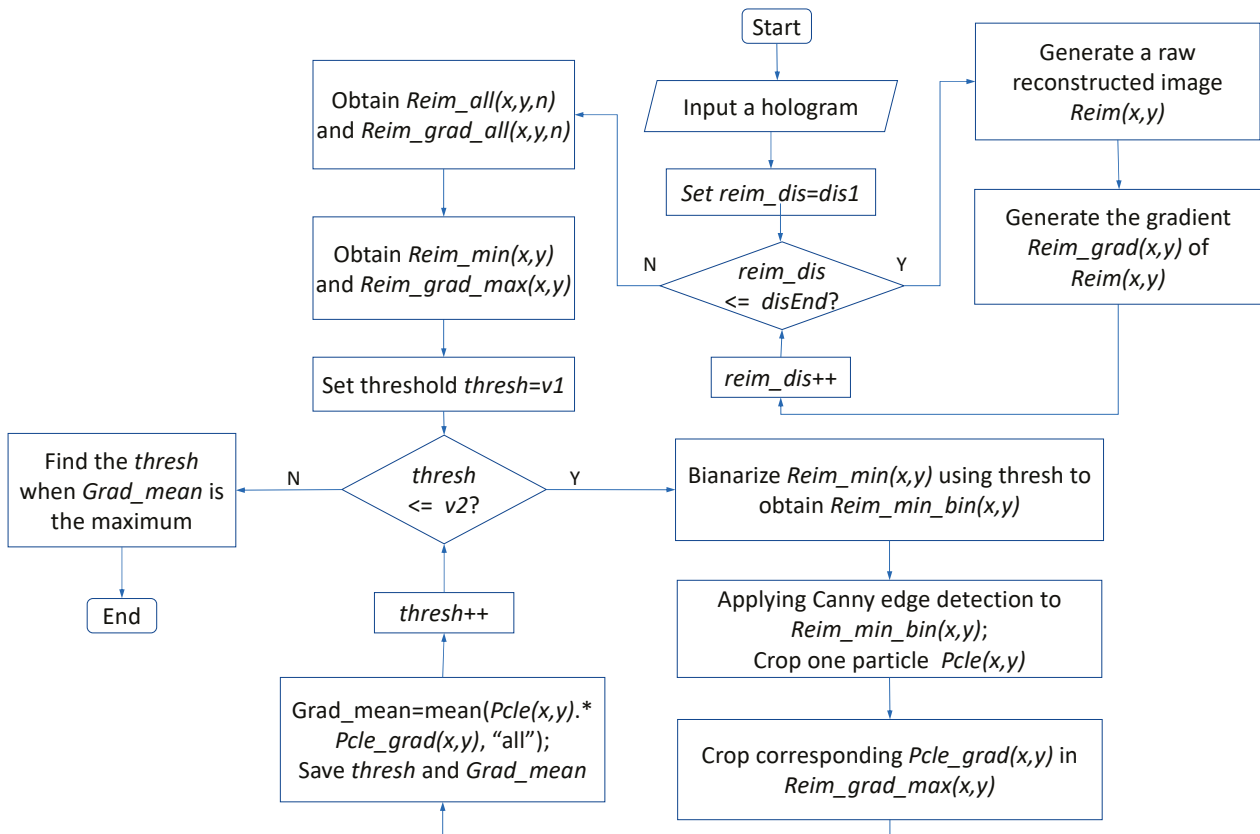 Start
Input a hologram
Set reim_dis=dis1
reim_dis
<= disEnd?
Y
Generate a raw
reconstructed image
Reim(x,y)
Generate the gradient
Reim_grad(x,y) of
Reim(x,y)
reim_dis++
N
Obtain Reim_all(x,y,n)
and Reim_grad_all(x,y,n)
Obtain Reim_min(x,y)
and Reim_grad_max(x,y)
Set threshold thresh=v1
thresh
<= v2?
Y
Bianarize Reim_min(x,y) using thresh to
obtain Reim_min_bin(x,y)
Applying Canny edge detection to
Reim_min_bin(x,y);
Crop one particle Pcle(x,y)
Crop corresponding Pcle_grad(x,y) in
Reim_grad_max(x,y)
Grad_mean=mean(Pcle(x,y).*
Pcle_grad(x,y), “all”);
Save thresh and Grad_mean
thresh++
N
Find the thresh
when Grad_mean is
the maximum
End